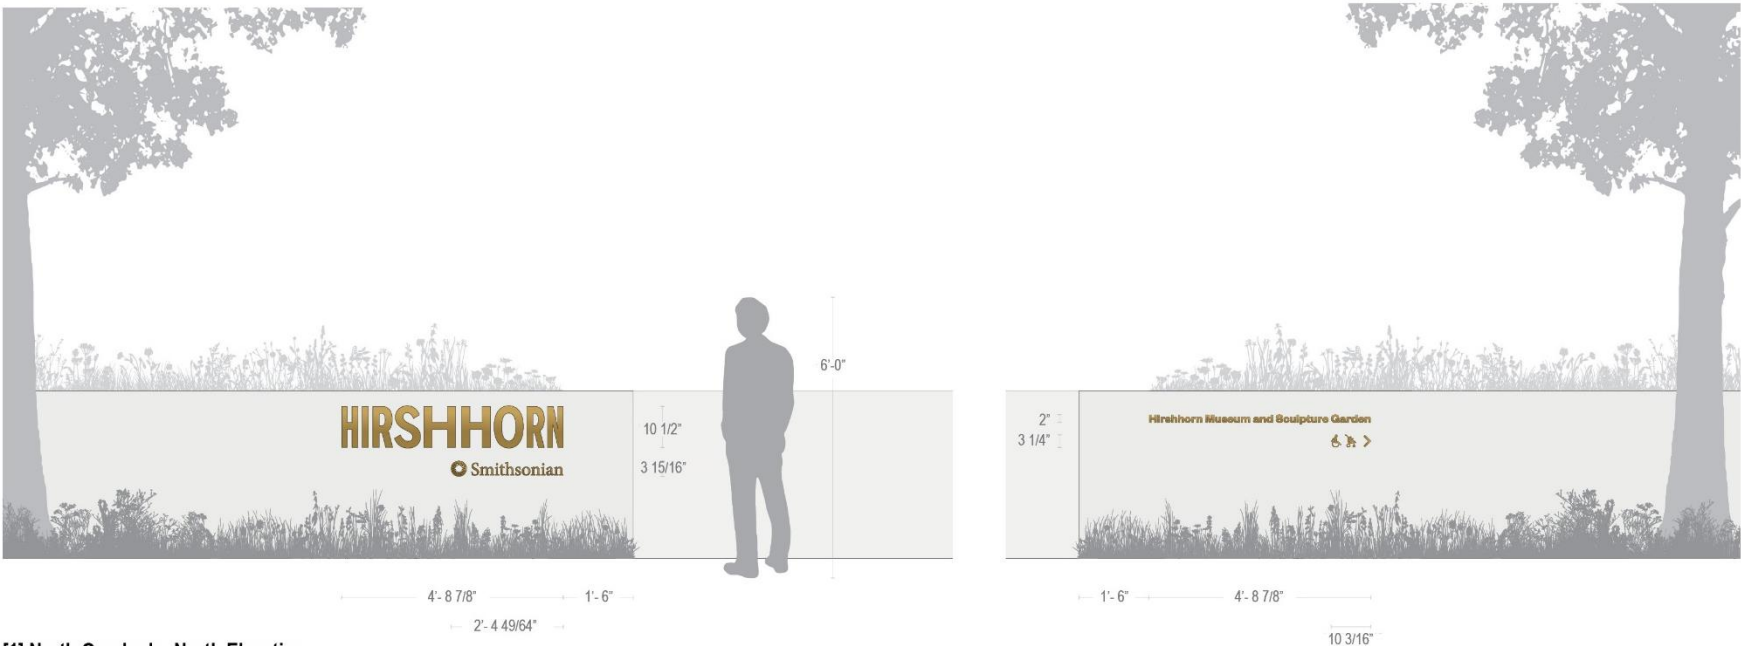 HIRSHHORN
Smithsonian
10 1/2"
3 15/16"
6'-0"
4'- 8 7/8"
1'- 6"
2'- 4 49/64"
2"
3 1/4"
Hirshhorn Museum and Sculpture Garden
1'- 6"
4'- 8 7/8"
10 3/16"